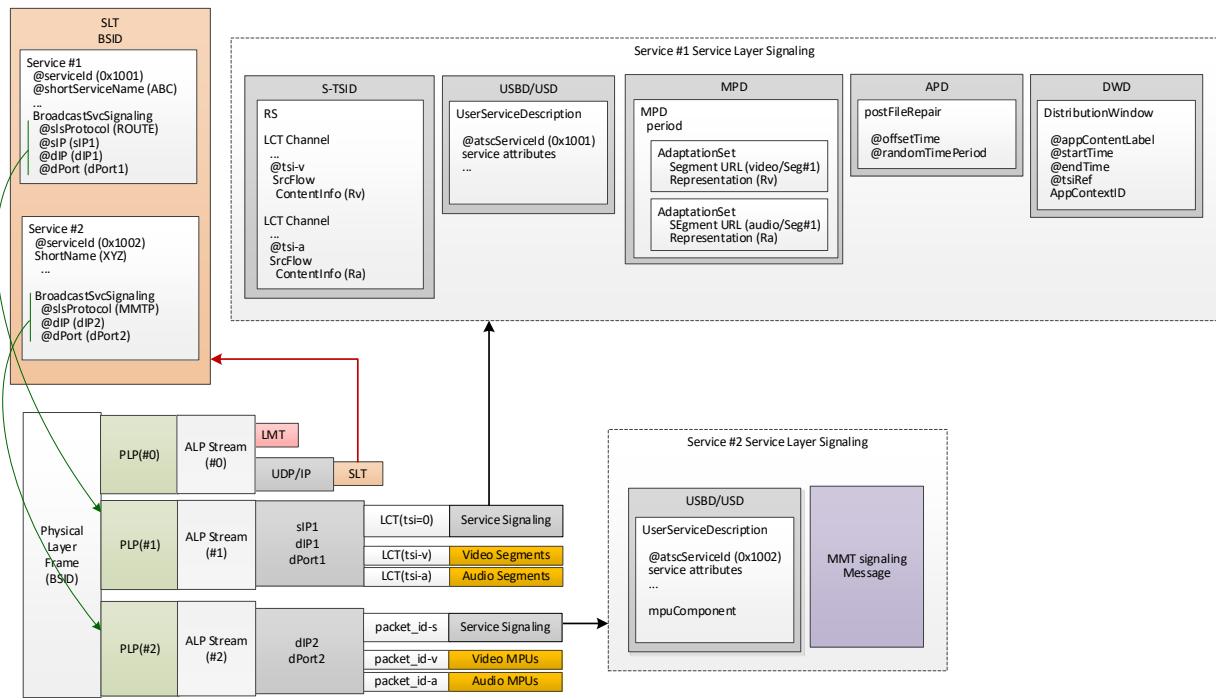 SLT
BSID
Service #1
@serviceId (0x1001)
@shortServiceName (ABC)
...
BroadcastSvcSignaling
@slsProtocol (ROUTE)
@sIP (sIP1)
@dIP (dIP1)
@dPort (dPort1)
Service #2
@serviceId (0x1002)
ShortName (XYZ)
...
BroadcastSvcSignaling
@slsProtocol (MMTP)
@dIP (dIP2)
@dPort (dPort2)
Service #1 Service Layer Signaling
S-TSID
RS
LCT Channel
...
@tsi-v
SrcFlow
ContentInfo (Rv)
LCT Channel
...
@tsi-a
SrcFlow
ContentInfo (Ra)
USBD/USD
UserServiceDescription
@atscServiceId (0x1001)
service attributes
...
MPD
MPD
period
AdaptationSet
Segment URL (video/Seg#1)
Representation (Rv)
AdaptationSet
SEgment URL (audio/Seg#1)
Representation (Ra)
APD
postFileRepair
@offsetTime
@randomTimePeriod
DWD
DistributionWindow
@appContentLabel
@startTime
@endTime
@tsiRef
AppContextID
Physical
Layer
Frame
(BSID)
PLP(#0)
ALP Stream
(#0)
LMT
UDP/IP
SLT
PLP(#1)
ALP Stream
(#1)
sIP1
dIP1
dPort1
LCT(tsi=0)
Service Signaling
LCT(tsi-v)
Video Segments
LCT(tsi-a)
Audio Segments
PLP(#2)
ALP Stream
(#2)
dIP2
dPort2
packet_id-s
Service Signaling
packet_id-v
Video MPUs
packet_id-a
Audio MPUs
Service #2 Service Layer Signaling
USBD/USD
UserServiceDescription
@atscServiceId (0x1002)
service attributes
...
mpuComponent
MMT signaling
Message